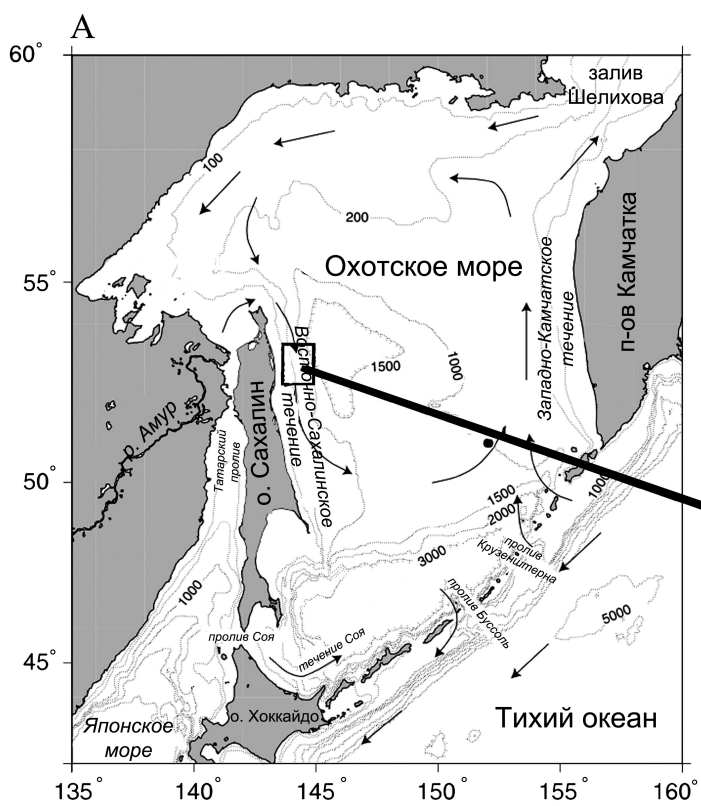 A
60°
залив
Шелихова
100
200
Охотское море
п-ов Камчатка
Западно-Камчатское
течение
55°
Восточно-Сахалинское
течение
1500
1000
р. Амур
Татарский
пролив
о. Сахалин
50°
1500
2000
1000
3000
пролив
Крузенштерна
1000
5000
пролив Буссоль
пролив Соя
течение Соя
45°
о. Хоккайдо
Тихий океан
Японское
море
135° 140° 145° 150° 155° 160°